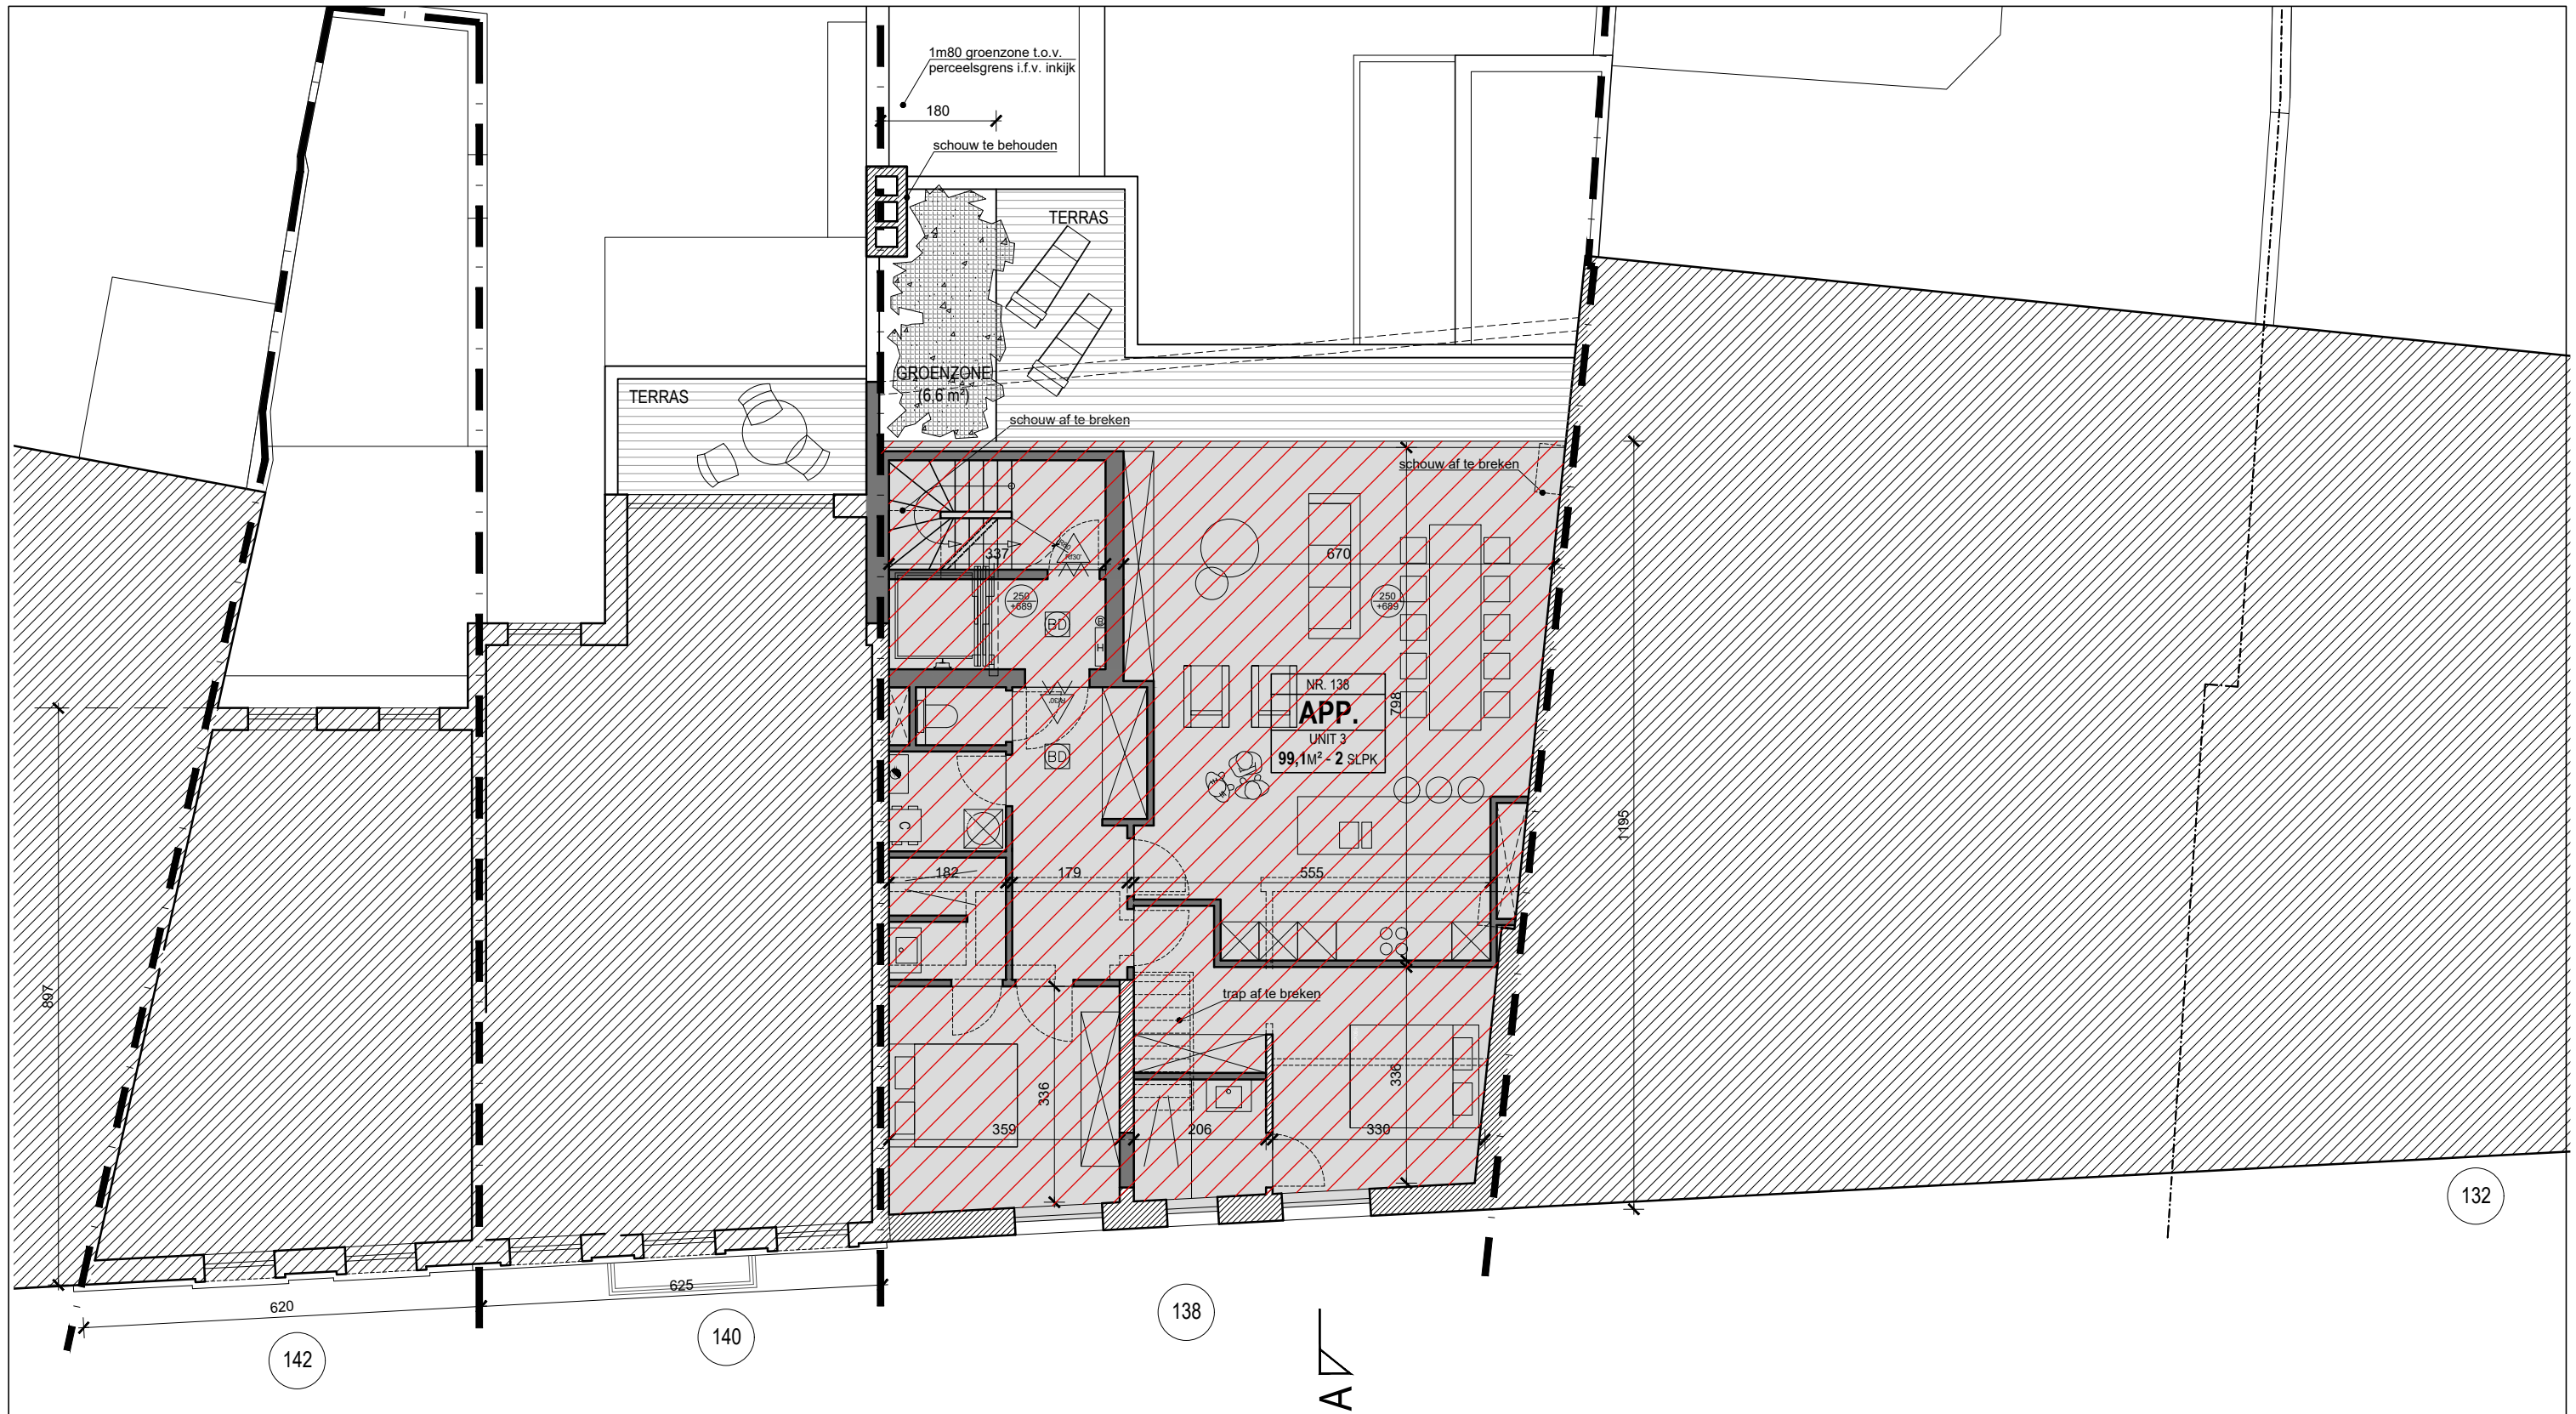 1m80 groenzone t.o.v.
perceelsgrens i.f.v. inkijk
180
schouw te behouden
TERRAS
GROENZONE
(6.6 m²)
TERRAS
schouw af te breken
schouw af te breken
337
670
250
+689
250
+689
BD
B
H
NR. 138
APP.
UNIT 3
99,1M² - 2 SLPK
798
BD
C
1195
182
179
555
897
trap af te breken
336
336
359
206
330
132
625
620
138
140
142
A